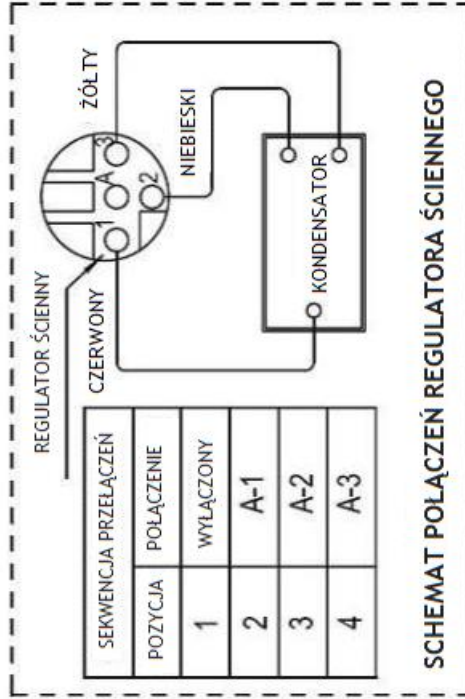 REGULATOR ŚCIENNY
SEKWENCJA PRZEŁĄCZEŃ
POZYCJA POŁĄCZENIE
1 WYŁĄCZONY
2 A-1
3 A-2
4 A-3
CZERWONY
1 A 3
2
ŻÓŁTY
NIEBIESKI
KONDENSATOR
SCHEMAT POŁĄCZEŃ REGULATORA ŚCIENNEGO